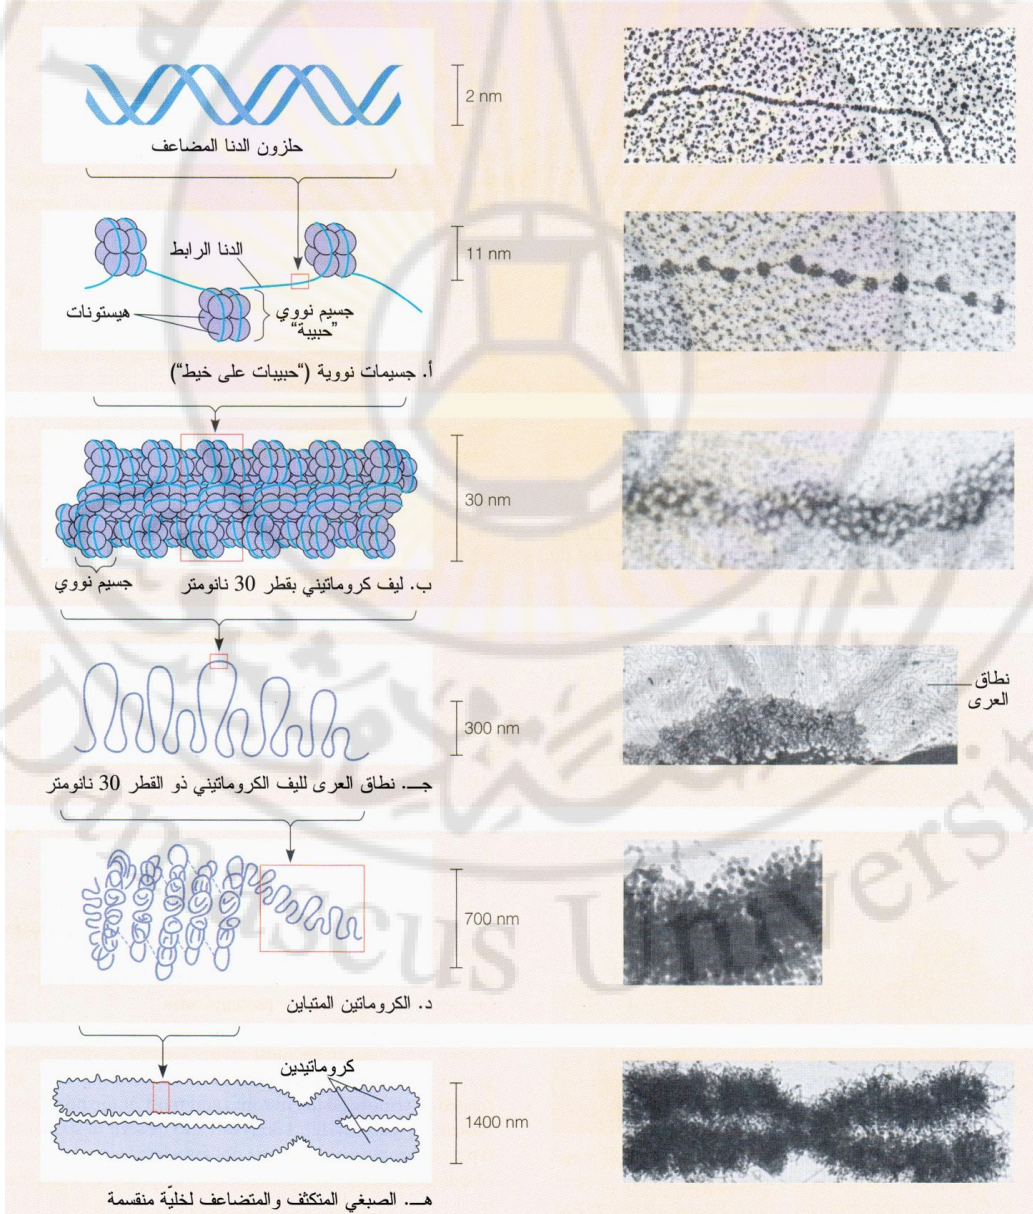 2 nm
حلزون الدنا المضاعف
11 nm
الدنا الرابط
جسيم نووي
"حبيبة"
هيستونات
أ. جسيمات نووية ("حبيبات على خيط")
30 nm
جسيم نووي
ب. ليف كروماتيني بقطر 30 نانومتر
نطاق
العرى
300 nm
جـ. نطاق العرى لليف الكروماتيني ذو القطر 30 نانومتر
700 nm
د. الكروماتين المتباين
كروماتيدين
1400 nm
هـ. الصبغي المتكثف والمتضاعف لخليّة منقسمة
Damascus University